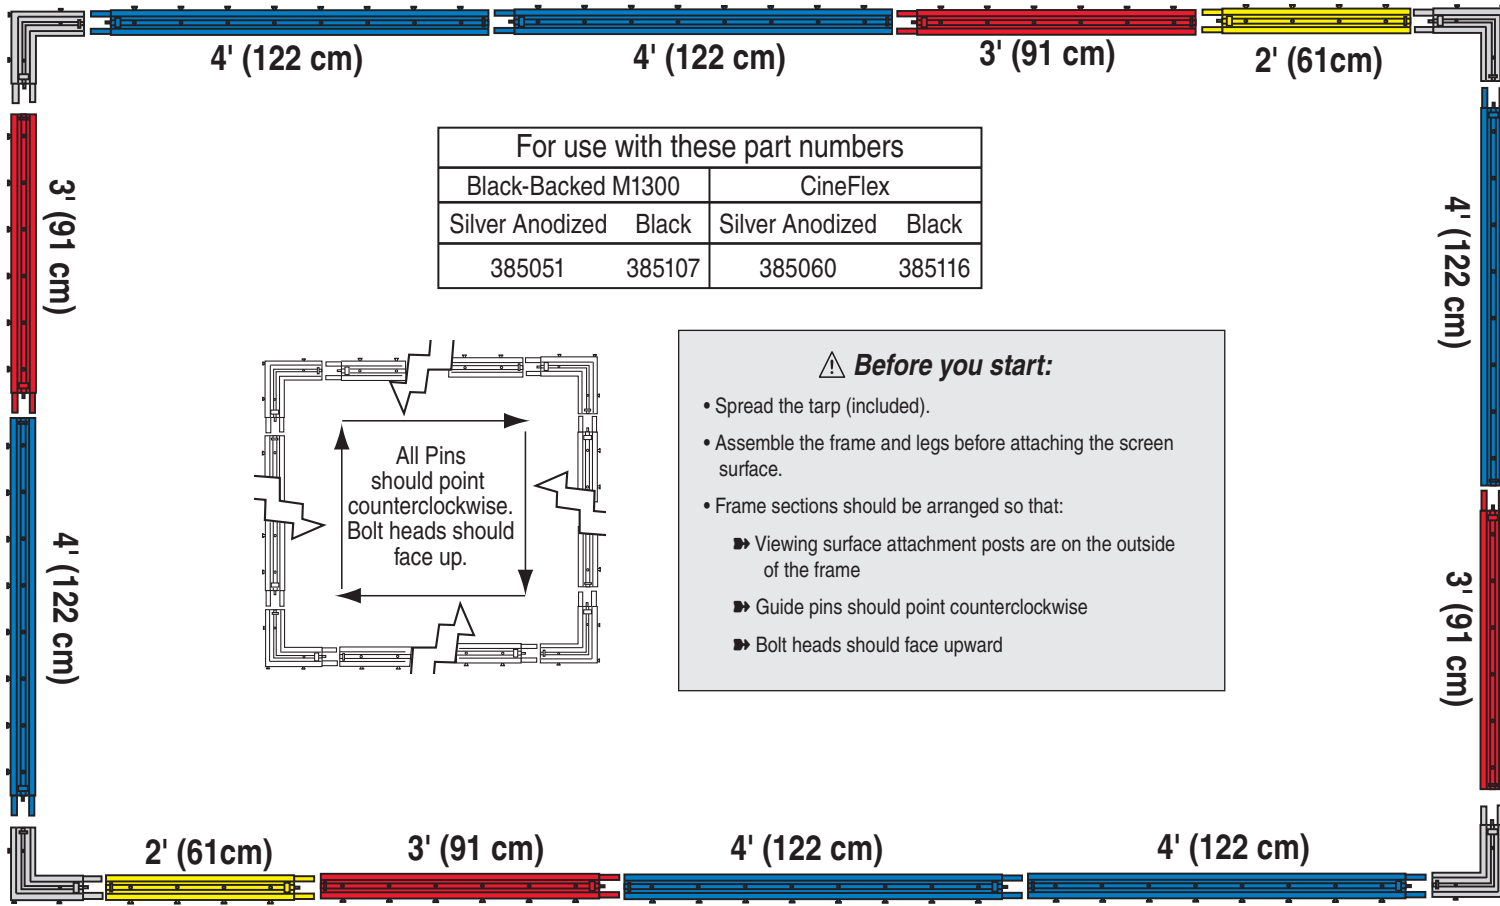 4' (122 cm)
4' (122 cm)
3' (91 cm)
2' (61cm)
3' (91 cm)
4' (122 cm)
For use with these part numbers
Black-Backed M1300 CineFlex
Silver Anodized Black Silver Anodized Black
385051 385107 385060 385116
4' (122 cm)
3' (91 cm)
All Pins
should point
counterclockwise.
Bolt heads should
face up.
⚠ Before you start:
• Spread the tarp (included).
• Assemble the frame and legs before attaching the screen
surface.
• Frame sections should be arranged so that:
➽ Viewing surface attachment posts are on the outside
of the frame
➽ Guide pins should point counterclockwise
➽ Bolt heads should face upward
2' (61cm)
3' (91 cm)
4' (122 cm)
4' (122 cm)